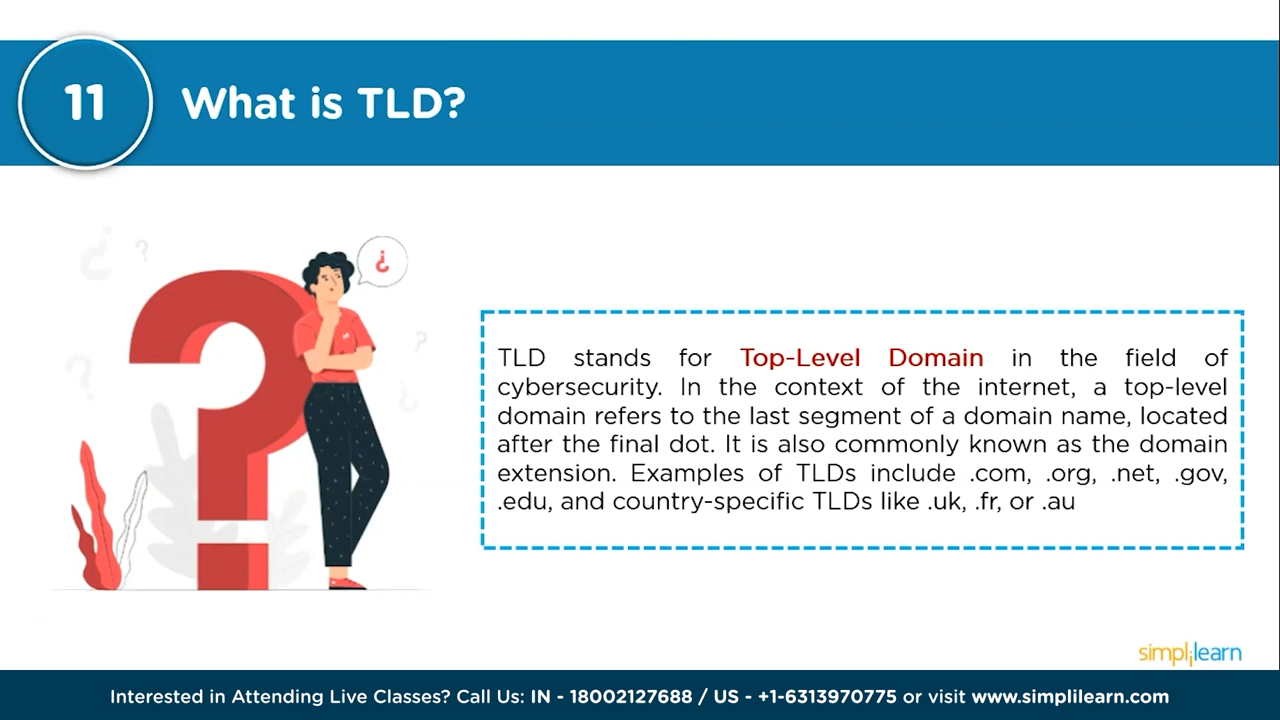 11
What is TLD?
¿
TLD stands for Top-Level Domain in the field of
cybersecurity. In the context of the internet, a top-level
domain refers to the last segment of a domain name, located
after the final dot. It is also commonly known as the domain
extension. Examples of TLDs include .com, .org, .net, .gov,
.edu, and country-specific TLDs like .uk, .fr, or .au
simplilearn
Interested in Attending Live Classes? Call Us: IN - 18002127688 / US - +1-6313970775 or visit www.simplilearn.com